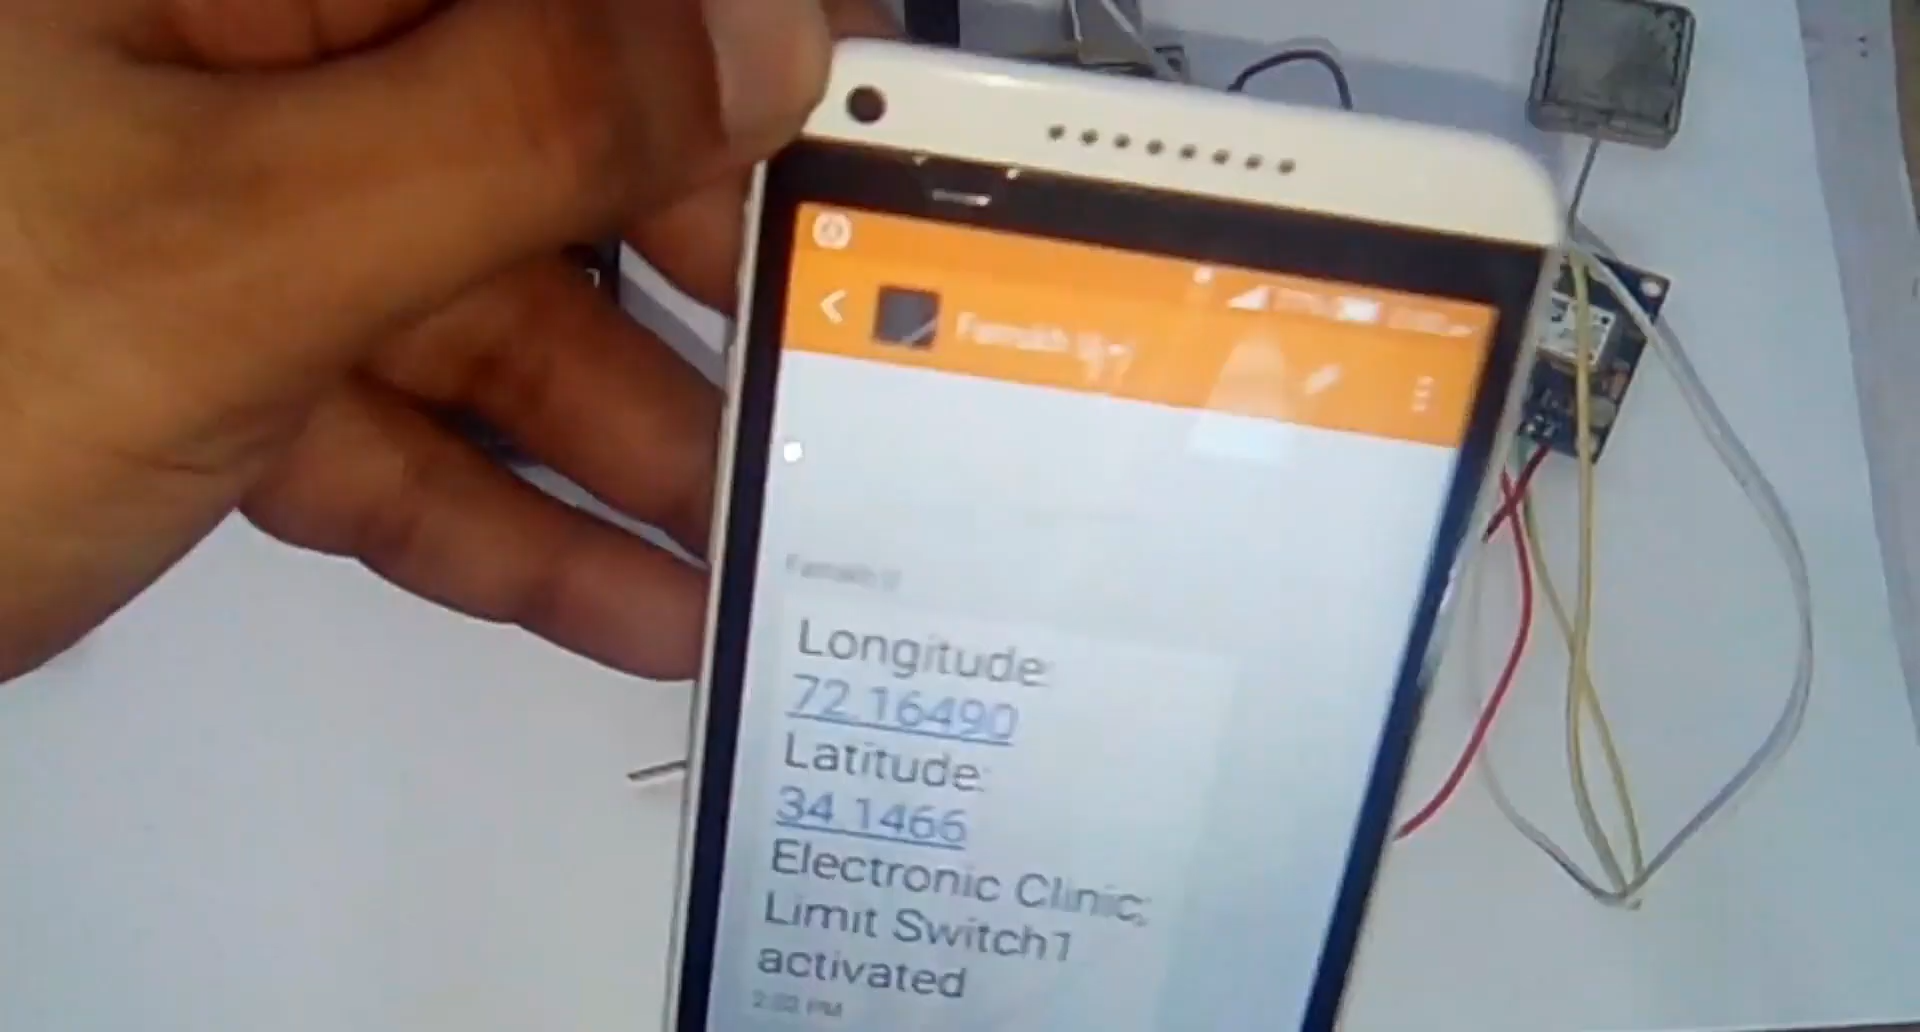 Longitude:
72.16490
Latitude:
34.1466
Electronic Clinic;
Limit Switch1
activated